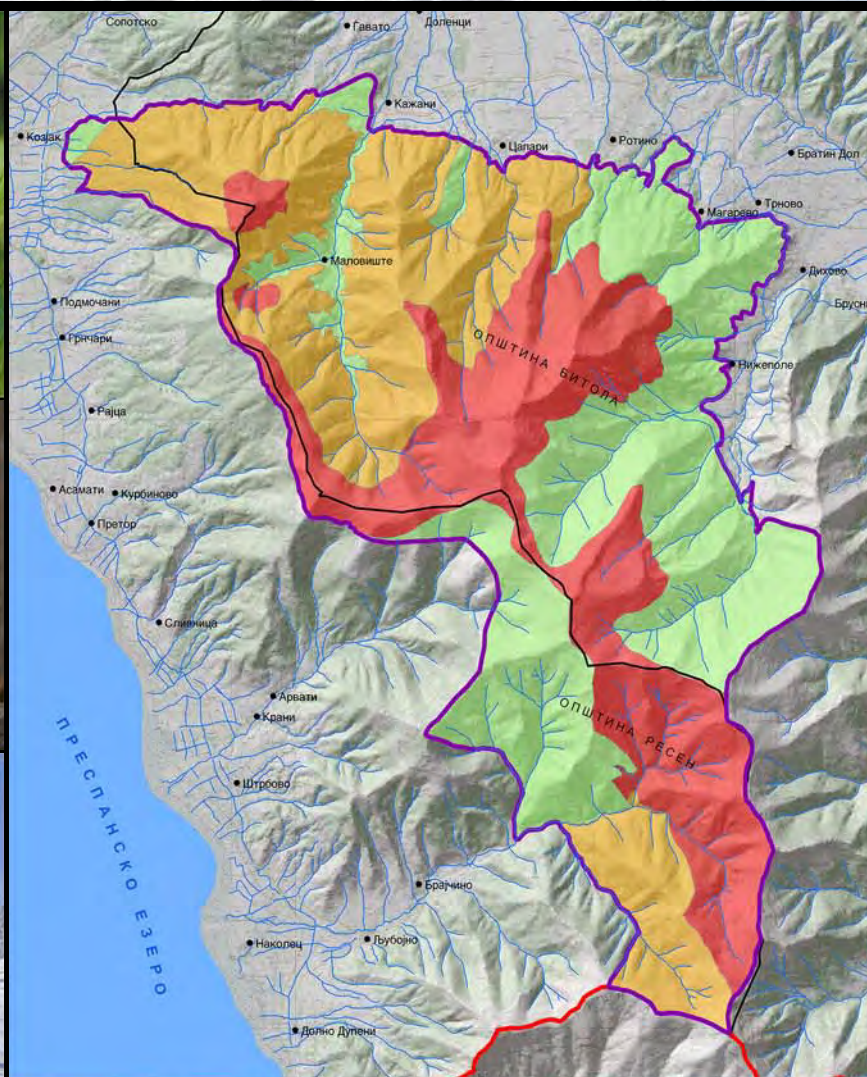 Сопотско
Ѓавато
Доленци
Кажани
Козјак
Цапари
Ротино
Братин Дол
Магарево
Трново
Маловиште
Дихово
Подмочани
Грнчари
ОПШТИНА БИТОЛА
Нижеполе
Рајца
Асамати
Курбиново
Претор
Сливница
Арвати
Крани
ОПШТИНА РЕСЕН
ПРЕСПАНСКО ЕЗЕРО
Штрбово
Брајчино
Наколец
Љубојно
Долно Дупени